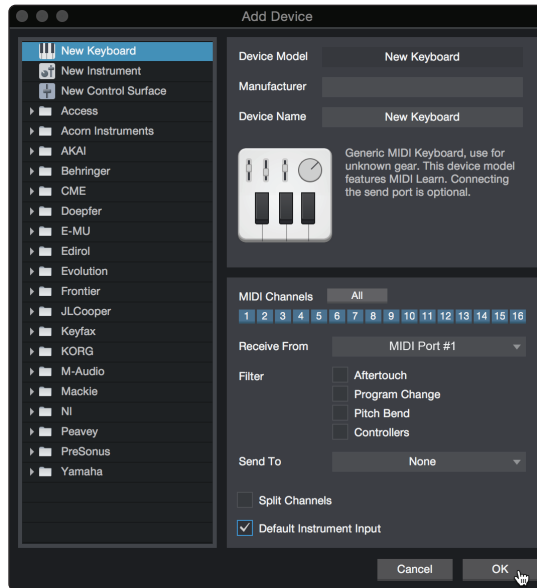 Add Device
New Keyboard
New Instrument
New Control Surface
Access
Acorn Instruments
AKAI
Behringer
CME
Doepfer
E-MU
Edirol
Evolution
Frontier
JLCooper
Keyfax
KORG
M-Audio
Mackie
NI
Peavey
PreSonus
Yamaha
Device Model New Keyboard
Manufacturer
Device Name New Keyboard
Generic MIDI Keyboard, use for
unknown gear. This device model
features MIDI Learn. Connecting
the send port is optional.
MIDI Channels All
1 2 3 4 5 6 7 8 9 10 11 12 13 14 15 16
Receive From MIDI Port #1
Filter Aftertouch
Program Change
Pitch Bend
Controllers
Send To None
Split Channels
Default Instrument Input
Cancel OK